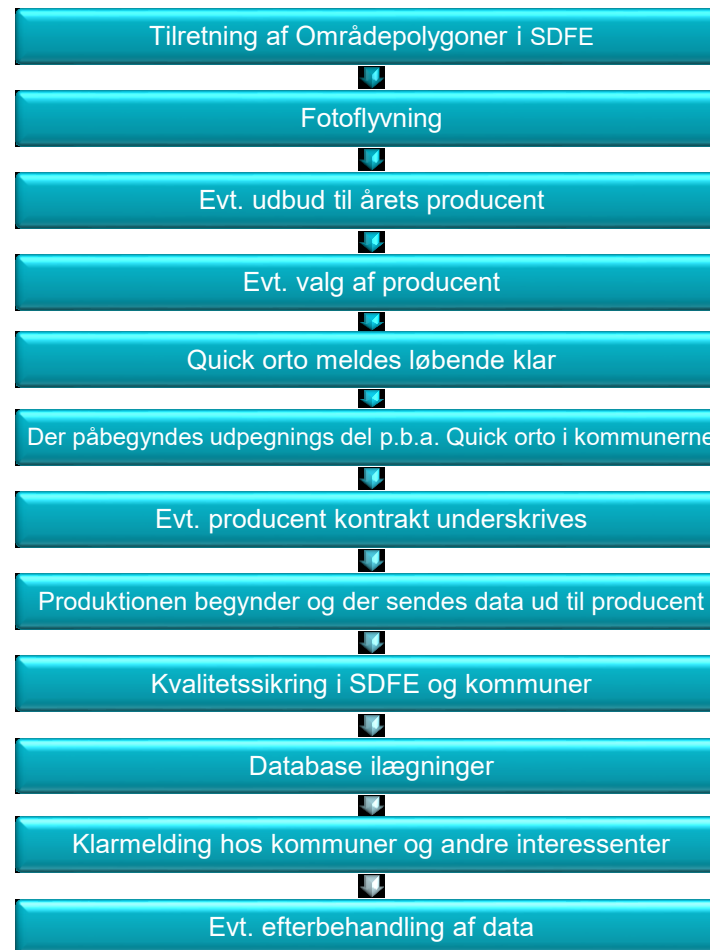 Tilretning af Områdepolygoner i SDFE
Fotoflyvning
Evt. udbud til årets producent
Evt. valg af producent
Quick orto meldes løbende klar
Der påbegyndes udpegnings del p.b.a. Quick orto i kommunerne
Evt. producent kontrakt underskrives
Produktionen begynder og der sendes data ud til producent
Kvalitetssikring i SDFE og kommuner
Database ilægninger
Klarmelding hos kommuner og andre interessenter
Evt. efterbehandling af data